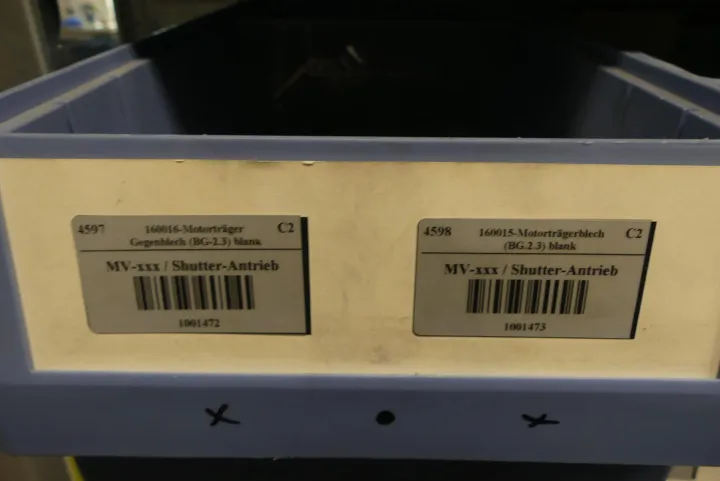 4597 160016-Motorträger C2
Gegenblech (BG-2.3) blank
MV-xxx / Shutter-Antrieb
1001472
4598 160015-Motorträgerblech C2
(BG.2.3) blank
MV-xxx / Shutter-Antrieb
1001473